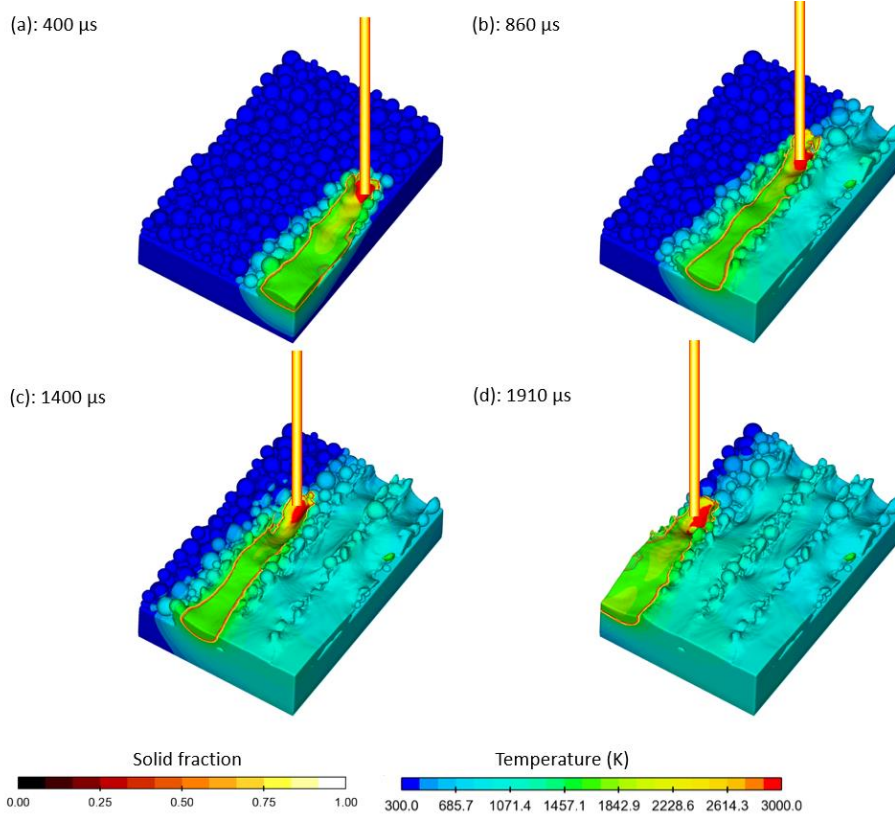 (a): 400 μs
(b): 860 μs
(c): 1400 μs
(d): 1910 μs
Solid fraction
0.00 0.25 0.50 0.75 1.00
Temperature (K)
300.0 685.7 1071.4 1457.1 1842.9 2228.6 2614.3 3000.0